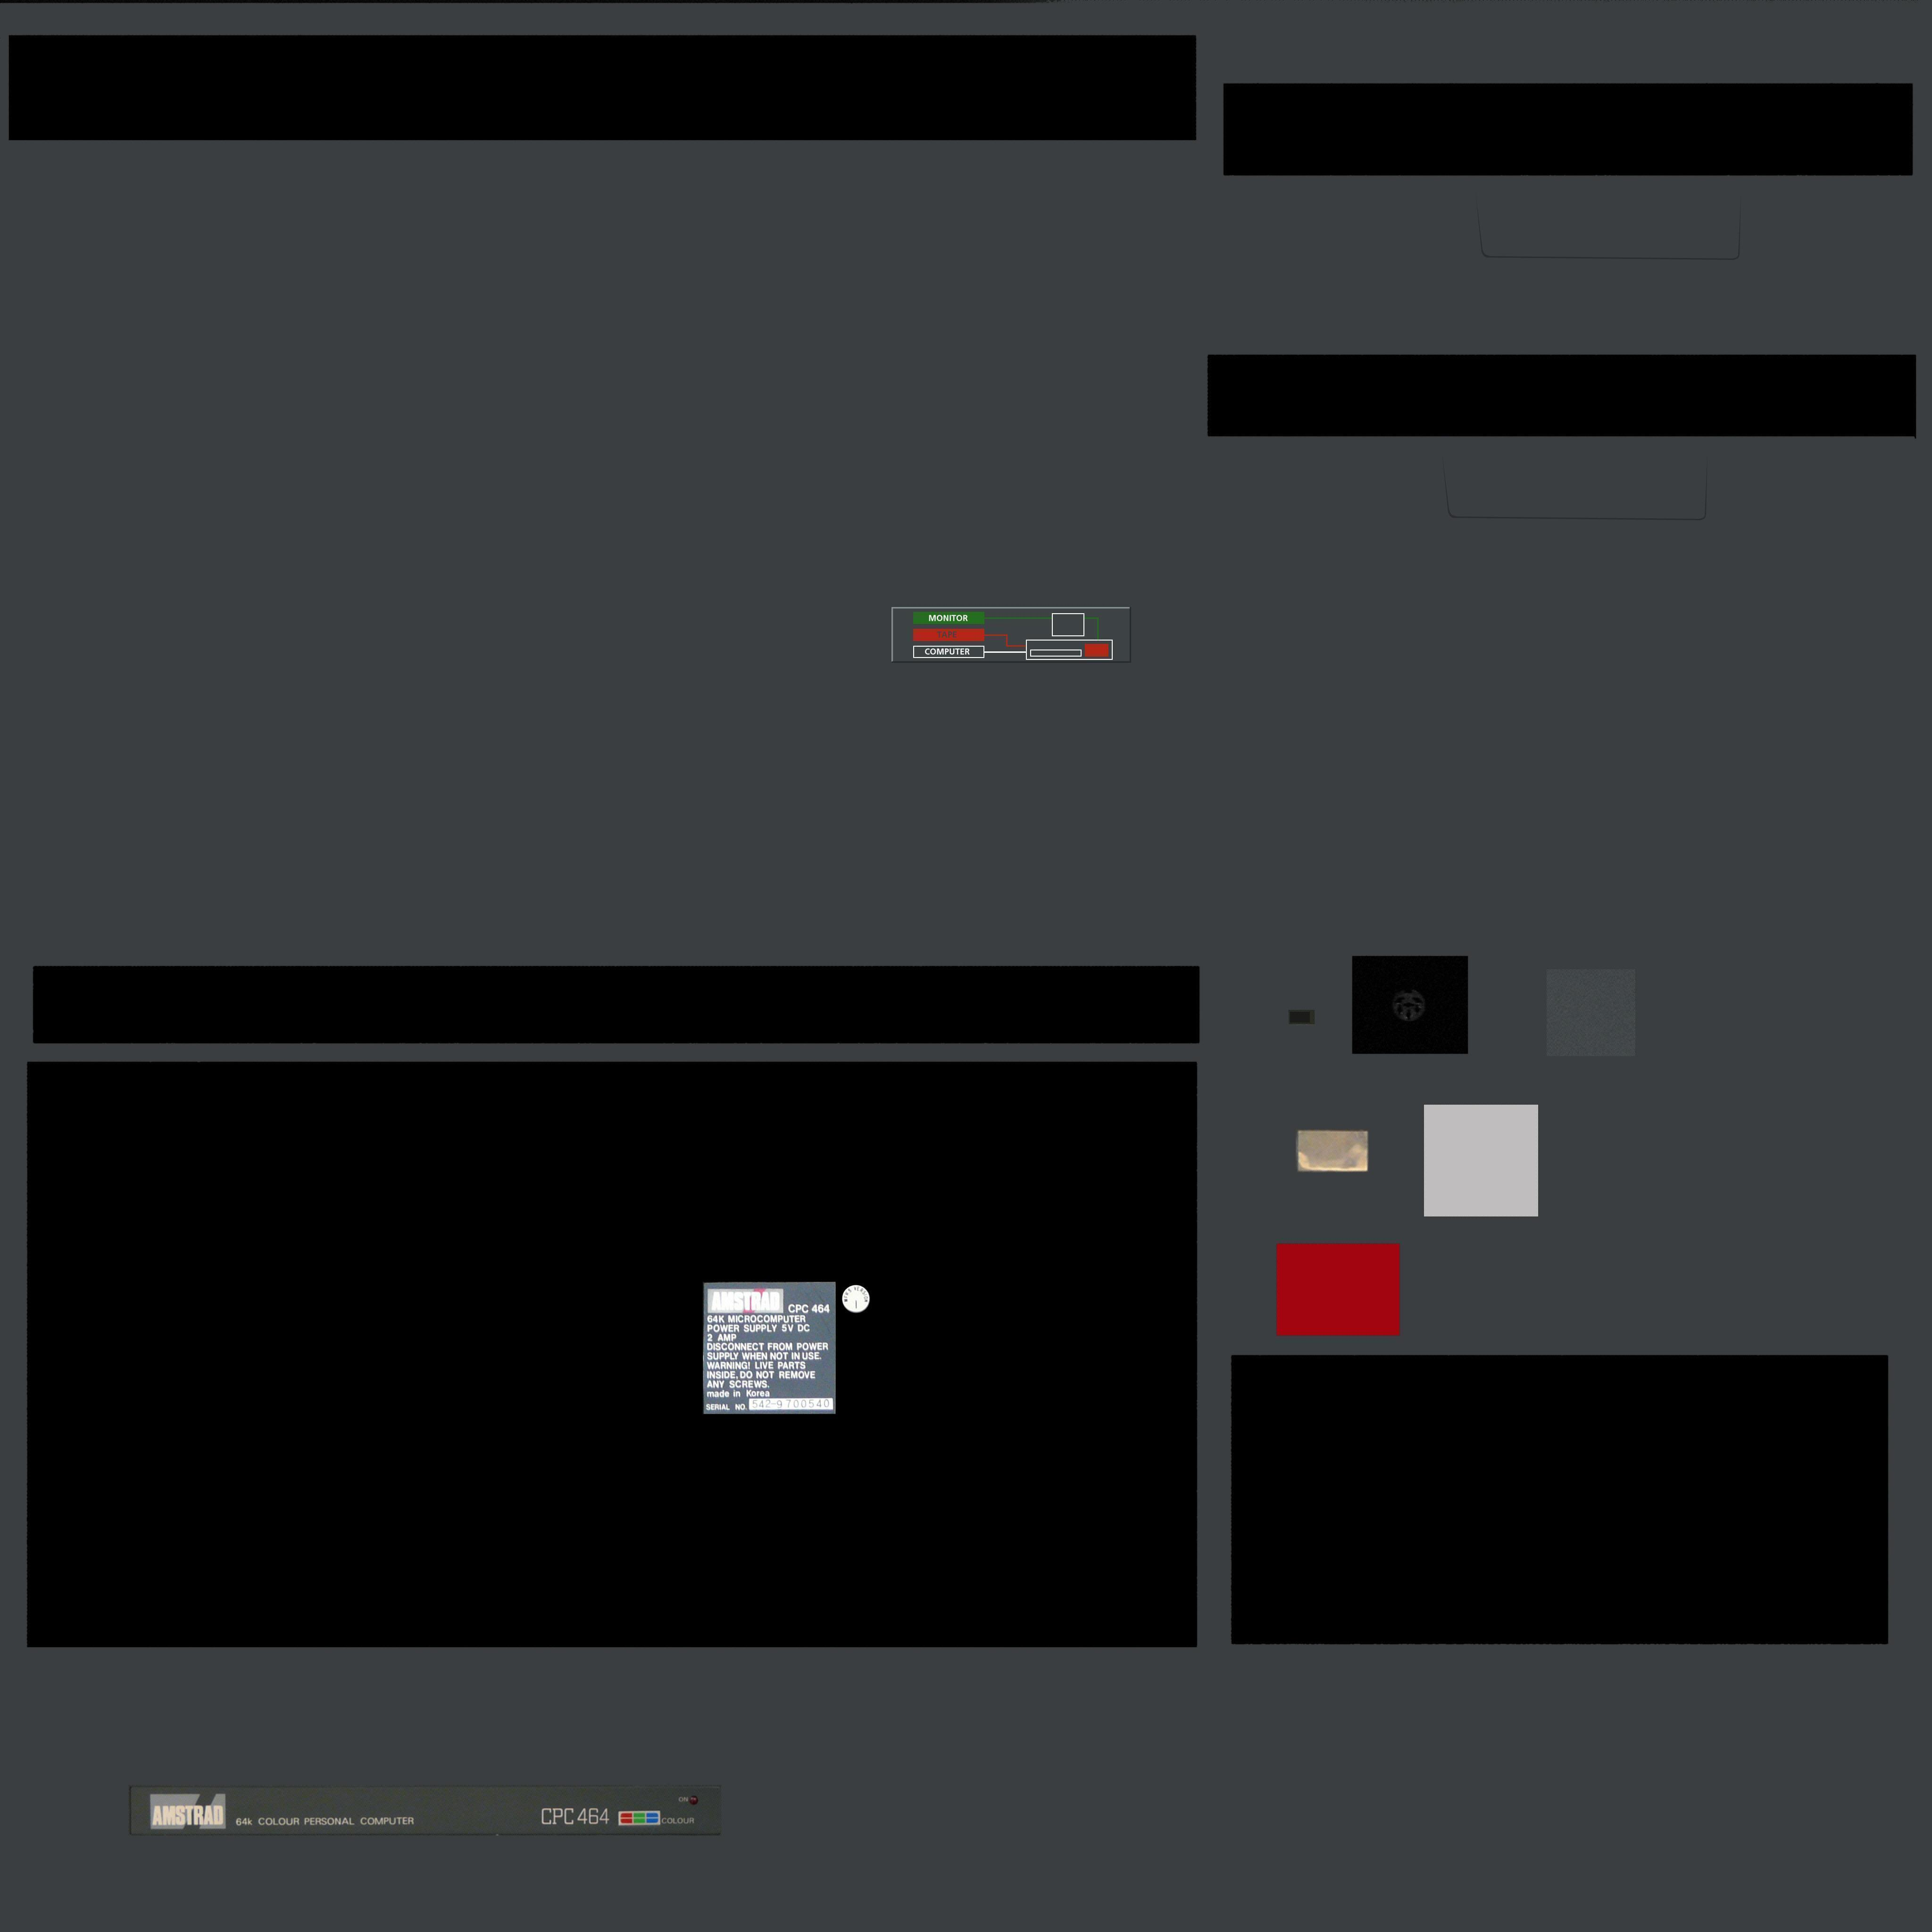 MONITOR
TAPE
COMPUTER
AMSTRAD CPC 464
64K MICROCOMPUTER
POWER SUPPLY 5V DC
2 AMP
DISCONNECT FROM POWER
SUPPLY WHEN NOT IN USE.
WARNING! LIVE PARTS
INSIDE, DO NOT REMOVE
ANY SCREWS.
made in Korea
SERIAL NO. 542-9700540
ON
AMSTRAD 64k COLOUR PERSONAL COMPUTER CPC 464 COLOUR